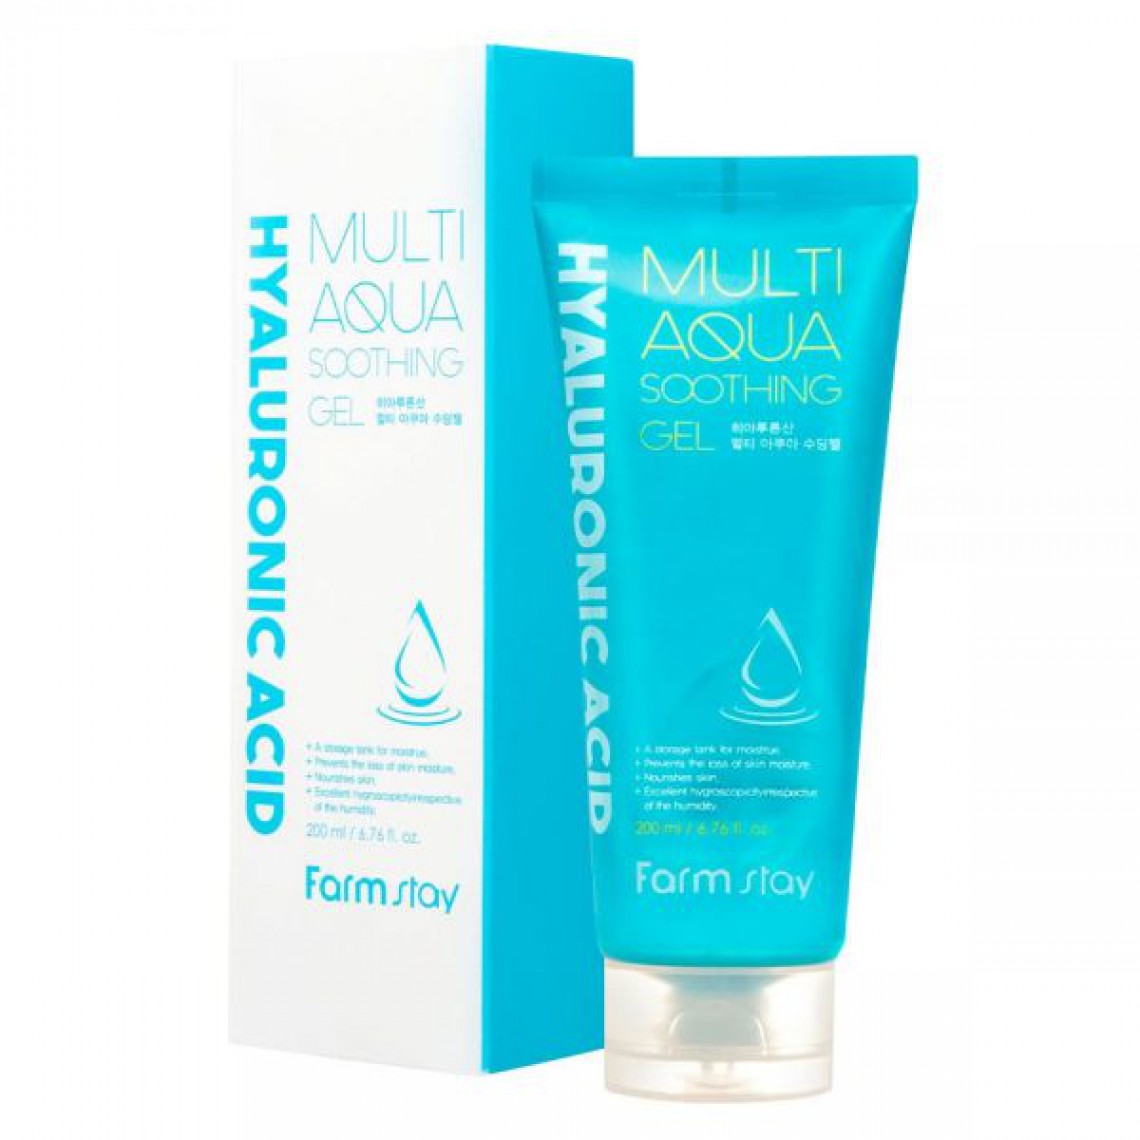 HYALURONIC ACID
MULTI
AQUA
SOOTHING
GEL
히아루론산
멀티 아쿠아 수딩젤
+ A storage tank for moistrue.
+ Prevents the loss of skin moisture.
+ Nourishes skin.
+ Excellent hygroscopicityirrespective
of the humidity.
200 ml / 6.76 fl. oz.
Farm stay
HYALURONIC ACID
MULTI
AQUA
SOOTHING
GEL
히아루론산
멀티 아쿠아 수딩젤
+ A storage tank for moistrue.
+ Prevents the loss of skin moisture.
+ Nourishes skin.
+ Excellent hygroscopicityirrespective
of the humidity.
200 ml / 6.76 fl. oz.
Farm stay